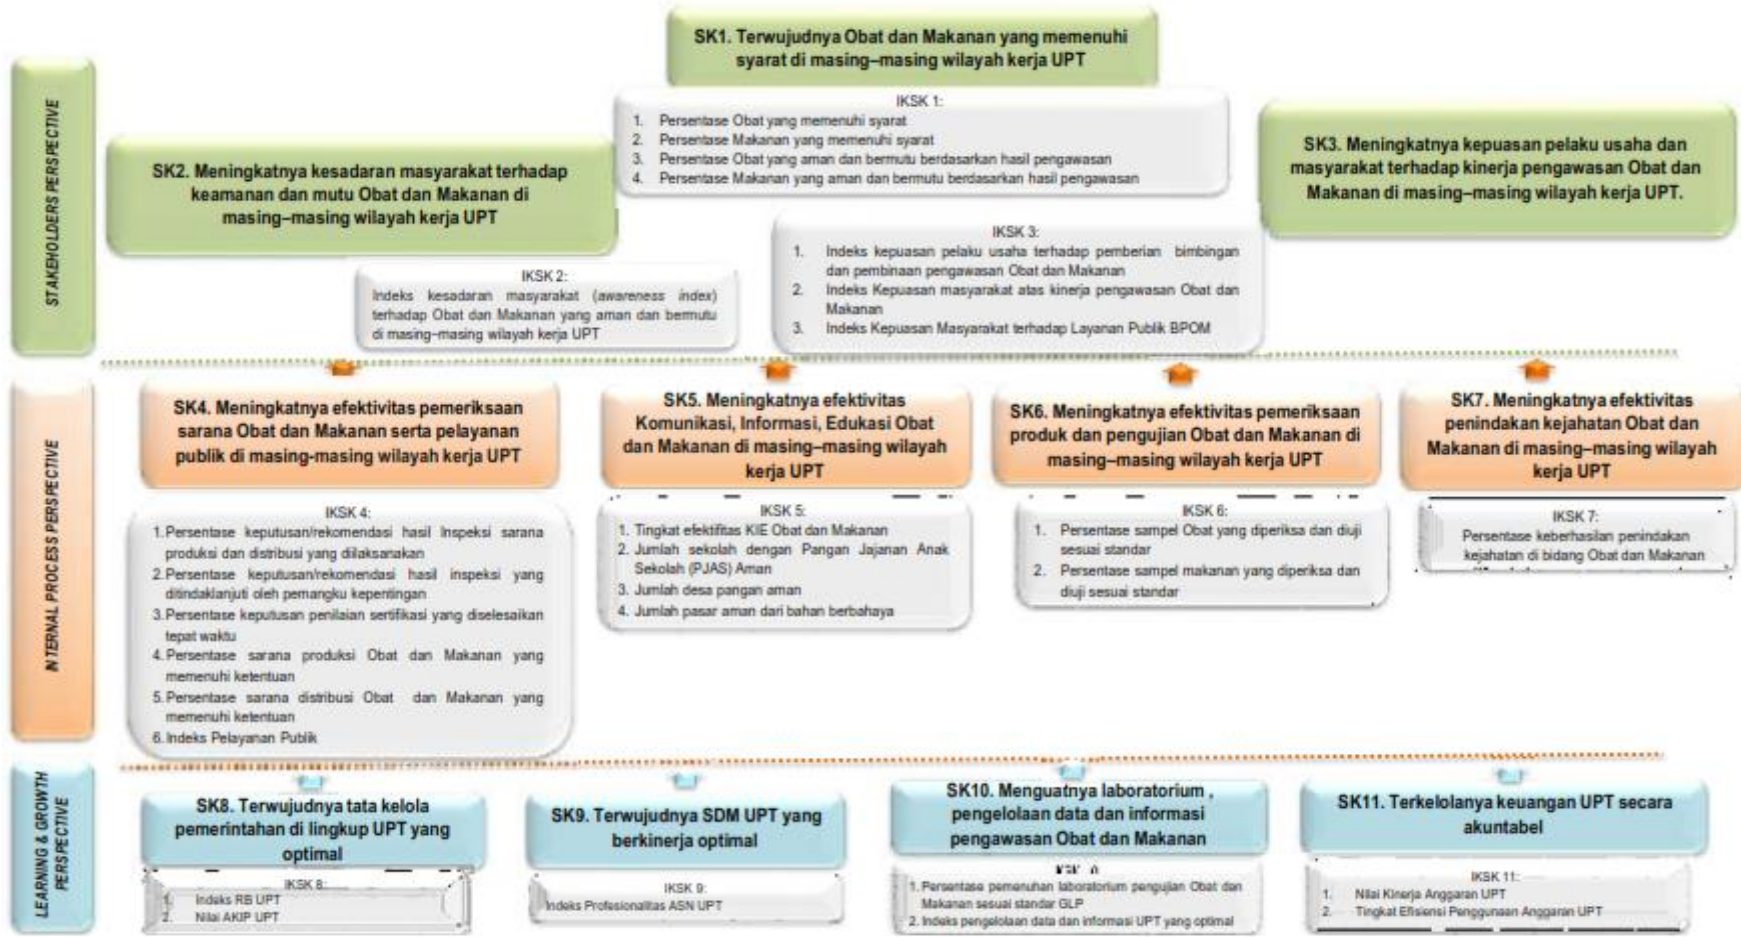 STAKEHOLDERS PERSPECTIVE
SK1. Terwujudnya Obat dan Makanan yang memenuhi
syarat di masing–masing wilayah kerja UPT
IKSK 1:
1. Persentase Obat yang memenuhi syarat
2. Persentase Makanan yang memenuhi syarat
3. Persentase Obat yang aman dan bermutu berdasarkan hasil pengawasan
4. Persentase Makanan yang aman dan bermutu berdasarkan hasil pengawasan
SK2. Meningkatnya kesadaran masyarakat terhadap
keamanan dan mutu Obat dan Makanan di
masing–masing wilayah kerja UPT
IKSK 2:
Indeks kesadaran masyarakat (awareness index)
terhadap Obat dan Makanan yang aman dan bermutu
di masing–masing wilayah kerja UPT
SK3. Meningkatnya kepuasan pelaku usaha dan
masyarakat terhadap kinerja pengawasan Obat dan
Makanan di masing–masing wilayah kerja UPT.
IKSK 3:
1. Indeks kepuasan pelaku usaha terhadap pemberian bimbingan
dan pembinaan pengawasan Obat dan Makanan
2. Indeks Kepuasan masyarakat atas kinerja pengawasan Obat dan
Makanan
3. Indeks Kepuasan Masyarakat terhadap Layanan Publik BPOM
INTERNAL PROCESS PERSPECTIVE
SK4. Meningkatnya efektivitas pemeriksaan
sarana Obat dan Makanan serta pelayanan
publik di masing-masing wilayah kerja UPT
IKSK 4:
1. Persentase keputusan/rekomendasi hasil Inspeksi sarana
produksi dan distribusi yang dilaksanakan
2. Persentase keputusan/rekomendasi hasil inspeksi yang
ditindaklanjuti oleh pemangku kepentingan
3. Persentase keputusan penilaian sertifikasi yang diselesaikan
tepat waktu
4. Persentase sarana produksi Obat dan Makanan yang
memenuhi ketentuan
5. Persentase sarana distribusi Obat dan Makanan yang
memenuhi ketentuan
6. Indeks Pelayanan Publik
SK5. Meningkatnya efektivitas
Komunikasi, Informasi, Edukasi Obat
dan Makanan di masing–masing wilayah
kerja UPT
IKSK 5:
1. Tingkat efektifitas KIE Obat dan Makanan
2. Jumlah sekolah dengan Pangan Jajanan Anak
Sekolah (PJAS) Aman
3. Jumlah desa pangan aman
4. Jumlah pasar aman dari bahan berbahaya
SK6. Meningkatnya efektivitas pemeriksaan
produk dan pengujian Obat dan Makanan di
masing–masing wilayah kerja UPT
IKSK 6:
1. Persentase sampel Obat yang diperiksa dan diuji
sesuai standar
2. Persentase sampel makanan yang diperiksa dan
diuji sesuai standar
SK7. Meningkatnya efektivitas
penindakan kejahatan Obat dan
Makanan di masing–masing wilayah
kerja UPT
IKSK 7:
Persentase keberhasilan penindakan
kejahatan di bidang Obat dan Makanan
LEARNING & GROWTH
PERSPECTIVE
SK8. Terwujudnya tata kelola
pemerintahan di lingkup UPT yang
optimal
IKSK 8:
1. Indeks RB UPT
2. Nilai AKIP UPT
SK9. Terwujudnya SDM UPT yang
berkinerja optimal
IKSK 9:
Indeks Profesionalitas ASN UPT
SK10. Menguatnya laboratorium ,
pengelolaan data dan informasi
pengawasan Obat dan Makanan
1. Persentase pemenuhan laboratorium pengujian Obat dan
Makanan sesuai standar GLP
2. Indeks pengelolaan data dan informasi UPT yang optimal
SK11. Terkelolanya keuangan UPT secara
akuntabel
IKSK 11:
1. Nilai Kinerja Anggaran UPT
2. Tingkat Efisiensi Penggunaan Anggaran UPT